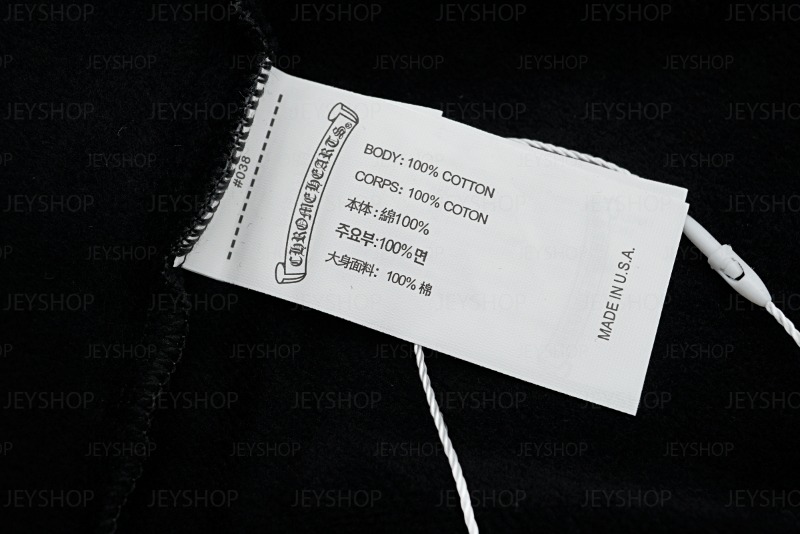 #038
CHROME HEARTS®
BODY: 100% COTTON
CORPS: 100% COTON
本体:綿100%
주요부:100%면
大身面料: 100% 棉
MADE IN U.S.A.
JEYSHOP